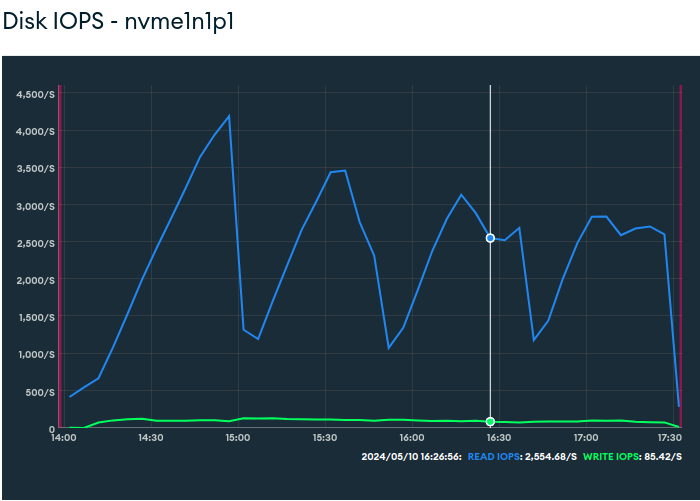 Disk IOPS - nvme1n1p1
4,500/S
4,000/S
3,500/S
3,000/S
2,500/S
2,000/S
1,500/S
1,000/S
500/S
0
14:00 14:30 15:00 15:30 16:00 16:30 17:00 17:30
2024/05/10 16:26:56: READ IOPS: 2,554.68/S WRITE IOPS: 85.42/S